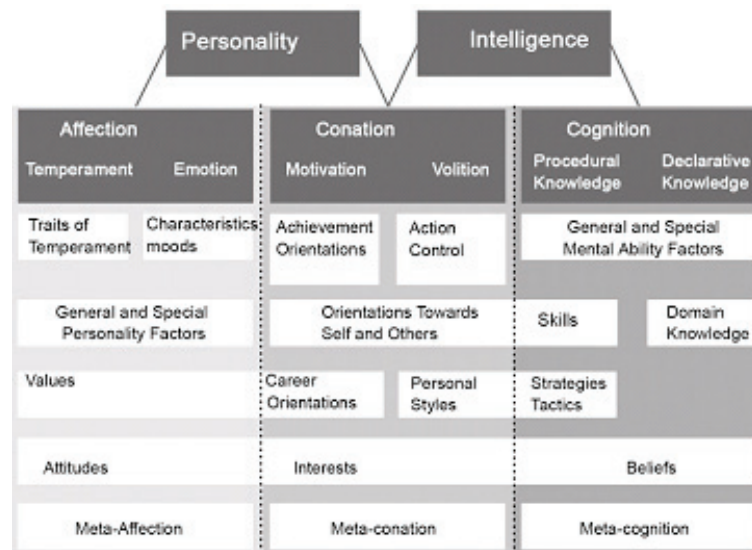 Personality
Intelligence
Affection
Temperament
Emotion
Conation
Motivation
Volition
Cognition
Procedural
Knowledge
Declarative
Knowledge
Traits of
Temperament
Characteristics
moods
Achievement
Orientations
Action
Control
General and Special
Mental Ability Factors
General and Special
Personality Factors
Orientations Towards
Self and Others
Skills
Domain
Knowledge
Values
Career
Orientations
Personal
Styles
Strategies
Tactics
Attitudes
Interests
Beliefs
Meta-Affection
Meta-conation
Meta-cognition